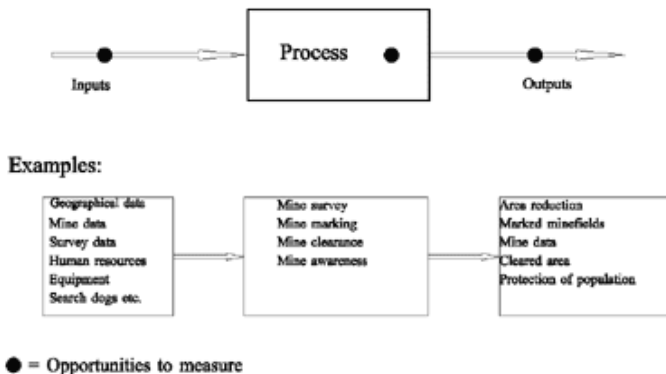 Process
Inputs
Outputs
Examples:
Geographical data
Mine data
Survey data
Human resources
Equipment
Search dogs etc.
Mine survey
Mine marking
Mine clearance
Mine awareness
Area reduction
Marked minefields
Mine data
Cleared area
Protection of population
= Opportunities to measure